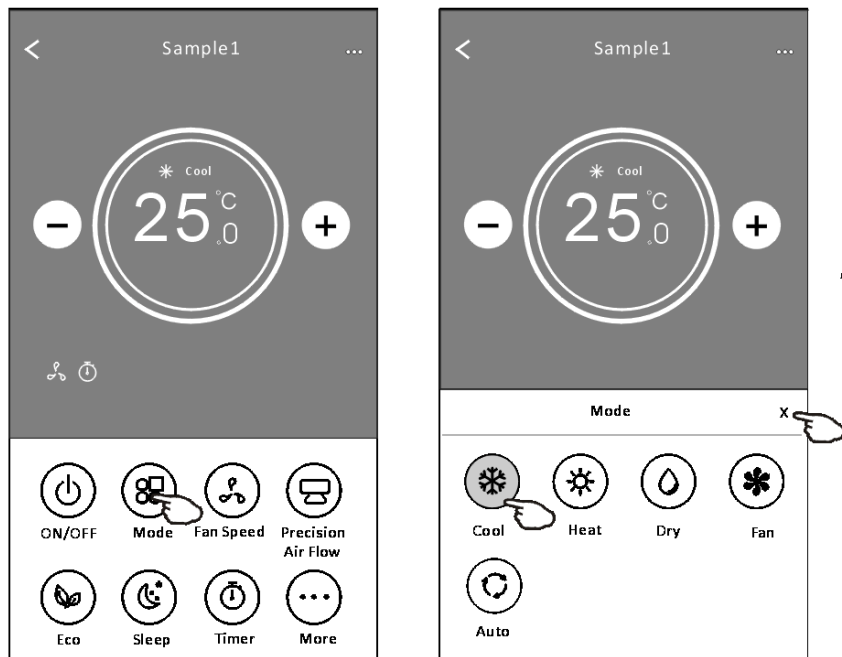 Sample1
...
Cool
25.0 °C
− +
ON/OFF Mode Fan Speed Precision Air Flow
Eco Sleep Timer More
Sample1
...
Cool
25.0 °C
− +
Mode X
Cool Heat Dry Fan
Auto